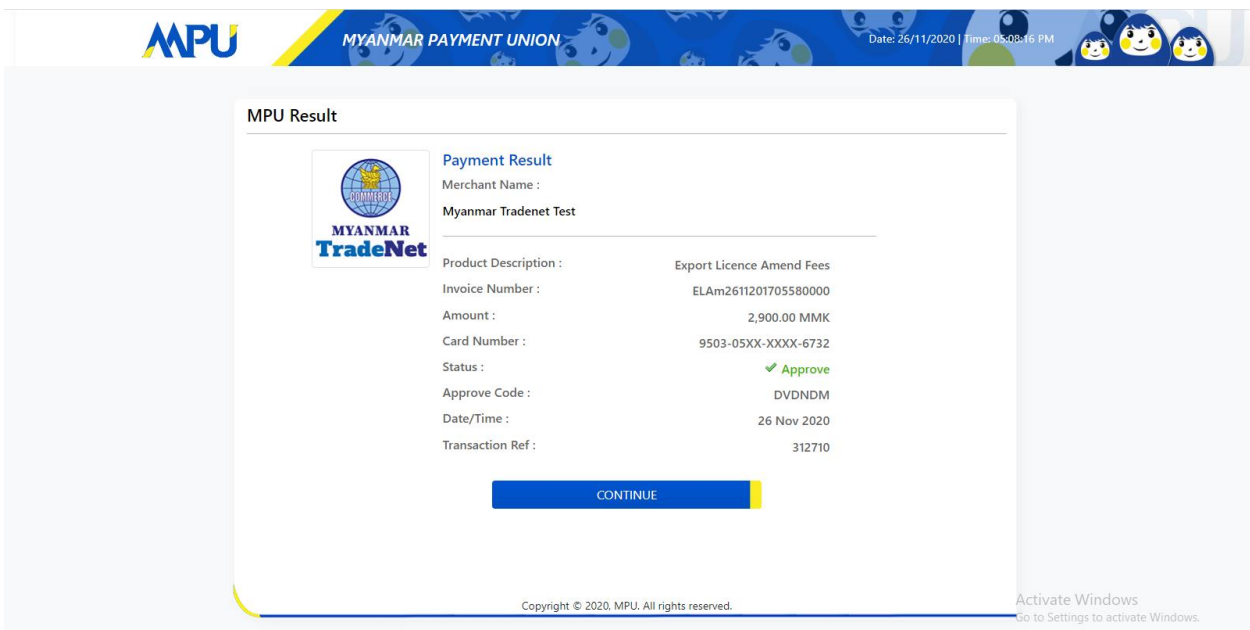 MPU
MYANMAR PAYMENT UNION
Date: 26/11/2020 | Time: 05:08:16 PM
MPU Result
COMMERCE
MYANMAR
TradeNet
Payment Result
Merchant Name :
Myanmar Tradenet Test
Product Description : Export Licence Amend Fees
Invoice Number : ELAm2611201705580000
Amount : 2,900.00 MMK
Card Number : 9503-05XX-XXXX-6732
Status : Approve
Approve Code : DVDNDM
Date/Time : 26 Nov 2020
Transaction Ref : 312710
CONTINUE
Copyright © 2020, MPU. All rights reserved.
Activate Windows
Go to Settings to activate Windows.